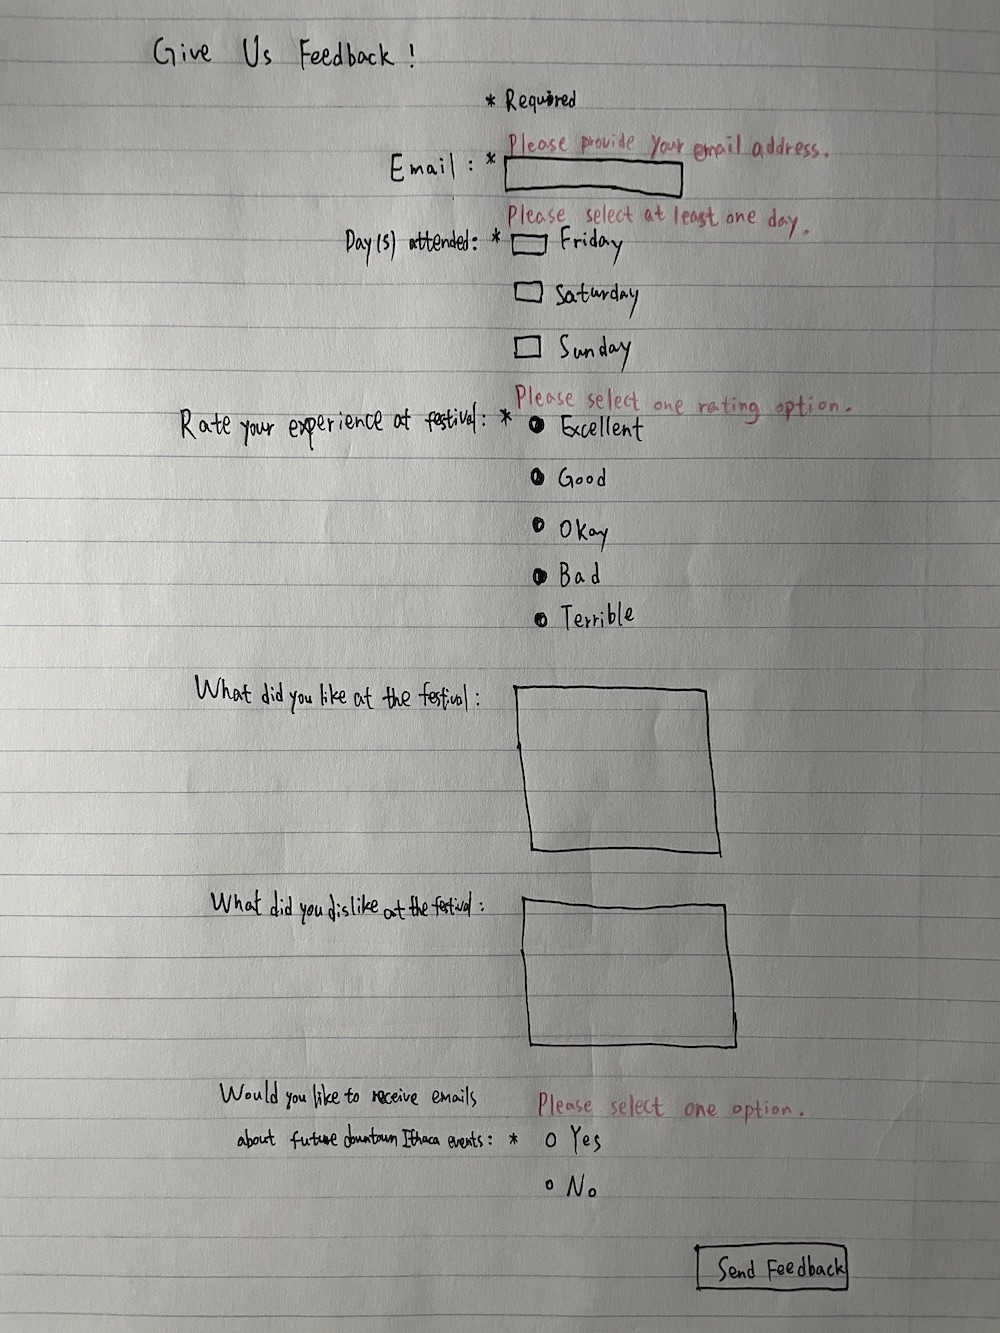 Give Us Feedback!
* Required
Please provide your email address.
Email: *
Please select at least one day.
Day(s) attended: * Friday
Saturday
Sunday
Please select one rating option.
Rate your experience at festival: * Excellent
Good
Okay
Bad
Terrible
What did you like at the festival:
What did you dislike at the festival:
Would you like to receive emails
Please select one option.
about future downtown Ithaca events: * Yes
No
Send Feedback